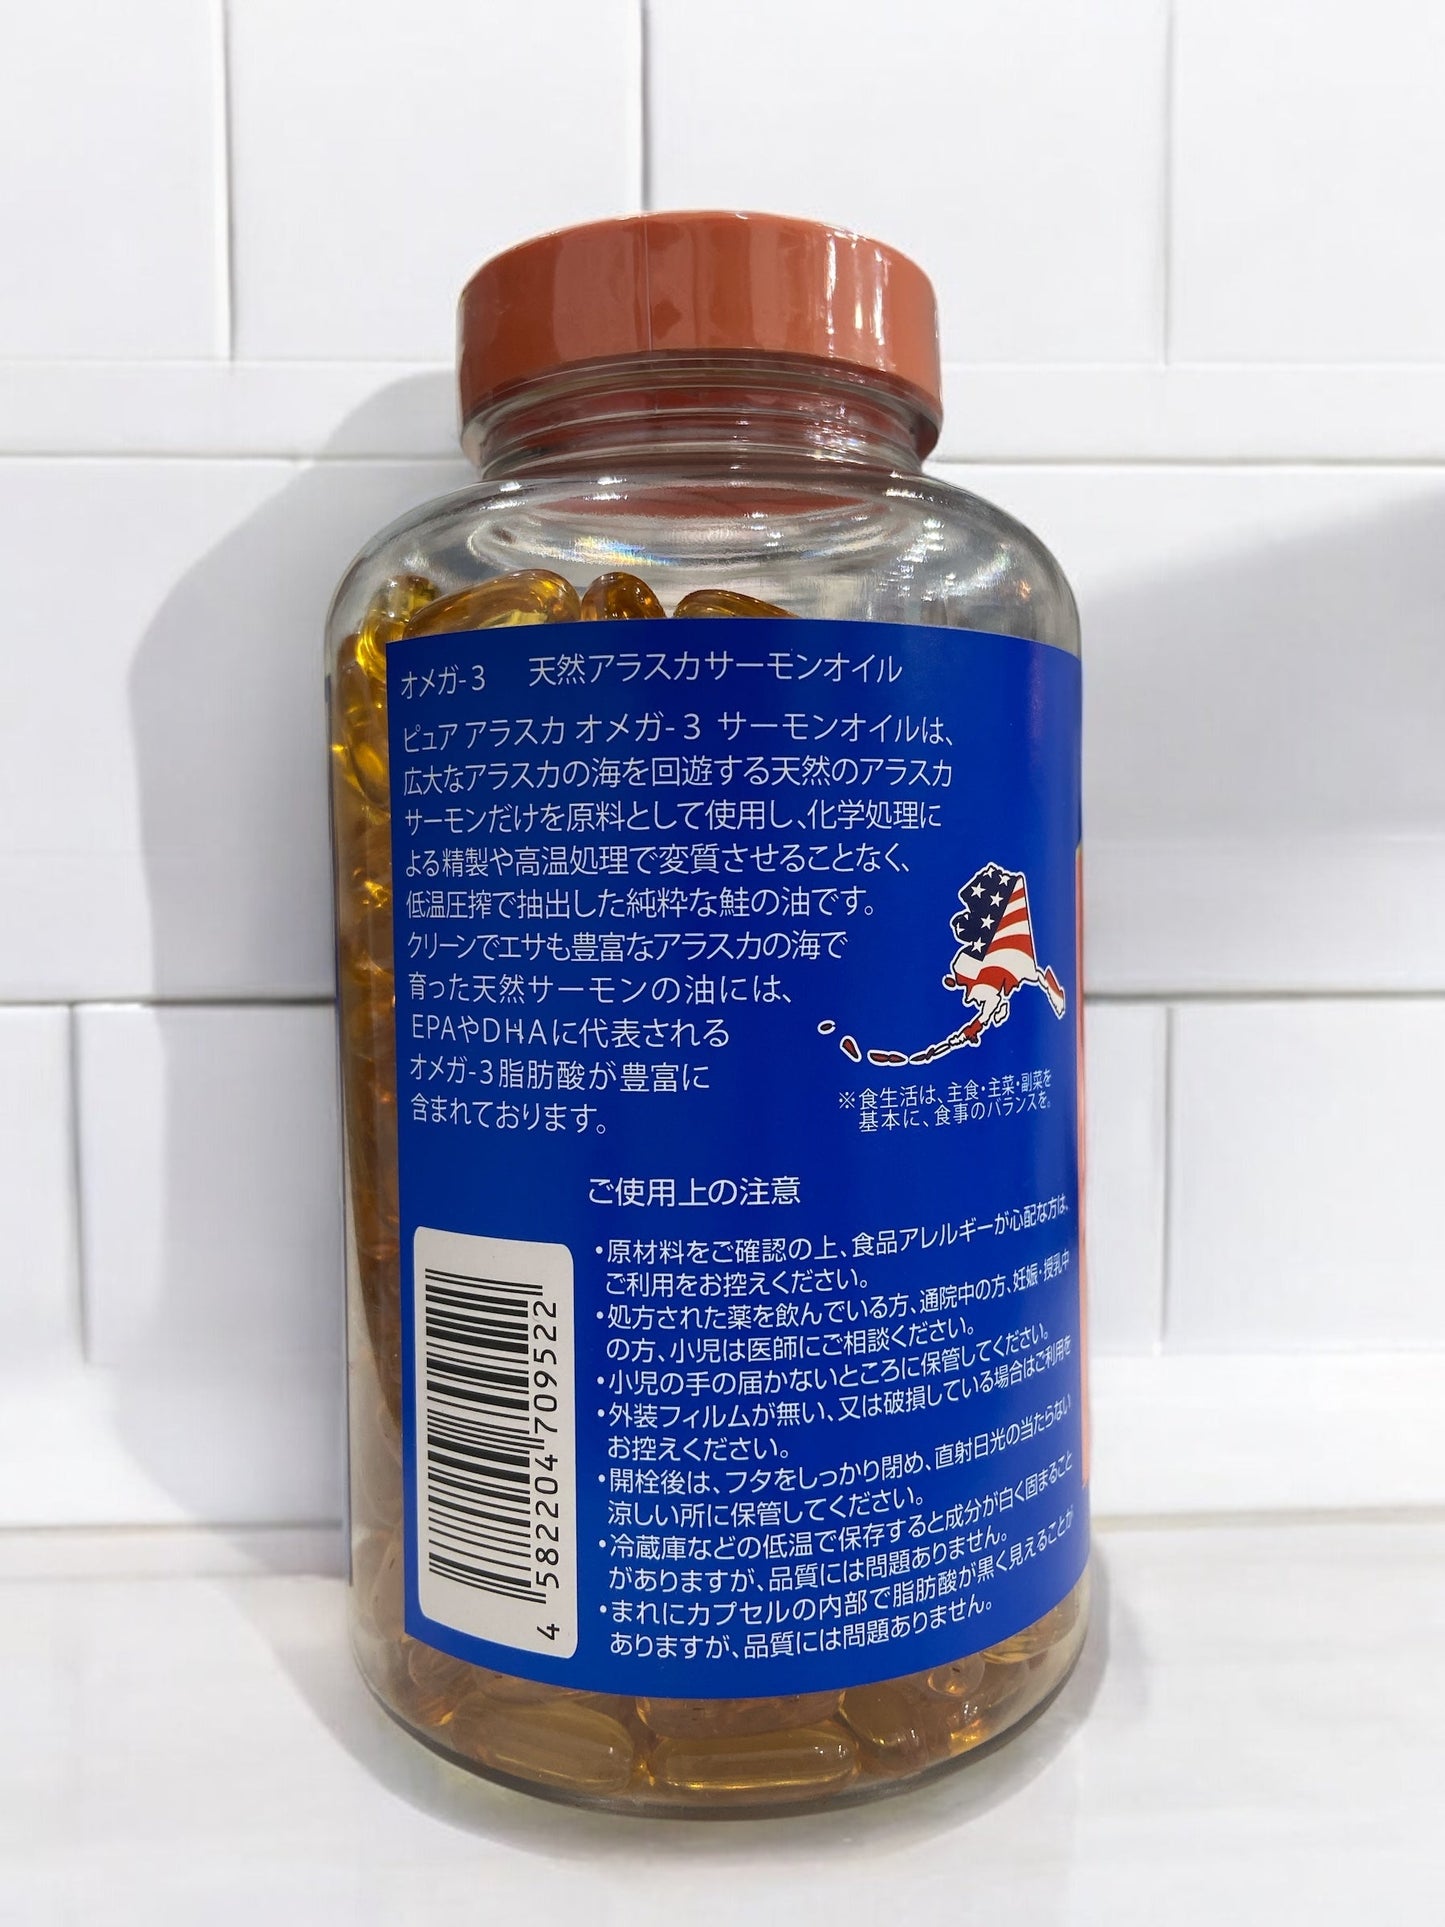 オメガ-3 天然アラスカサーモンオイル
ピュア アラスカ オメガ-3 サーモンオイルは、
広大なアラスカの海を回遊する天然のアラスカ
サーモンだけを原料として使用し、化学処理に
よる精製や高温処理で変質させることなく、
低温圧搾で抽出した純粋な鮭の油です。
クリーンでエサも豊富なアラスカの海で
育った天然サーモンの油には、
EPAやDHAに代表される
オメガ-3脂肪酸が豊富に
含まれております。
※食生活は、主食・主菜・副菜を
基本に、食事のバランスを。
ご使用上の注意
・原材料をご確認の上、食品アレルギーが心配な方は、
ご利用をお控えください。
・処方された薬を飲んでいる方、通院中の方、妊娠・授乳中
の方、小児は医師にご相談ください。
・小児の手の届かないところに保管してください。
・外装フィルムが無い、又は破損している場合はご利用を
お控えください。
・開栓後は、フタをしっかり閉め、直射日光の当たらない
涼しい所に保管してください。
・冷蔵庫などの低温で保存すると成分が白く固まること
がありますが、品質には問題ありません。
・まれにカプセルの内部で脂肪酸が黒く見えることが
ありますが、品質には問題ありません。
4 582204 709522